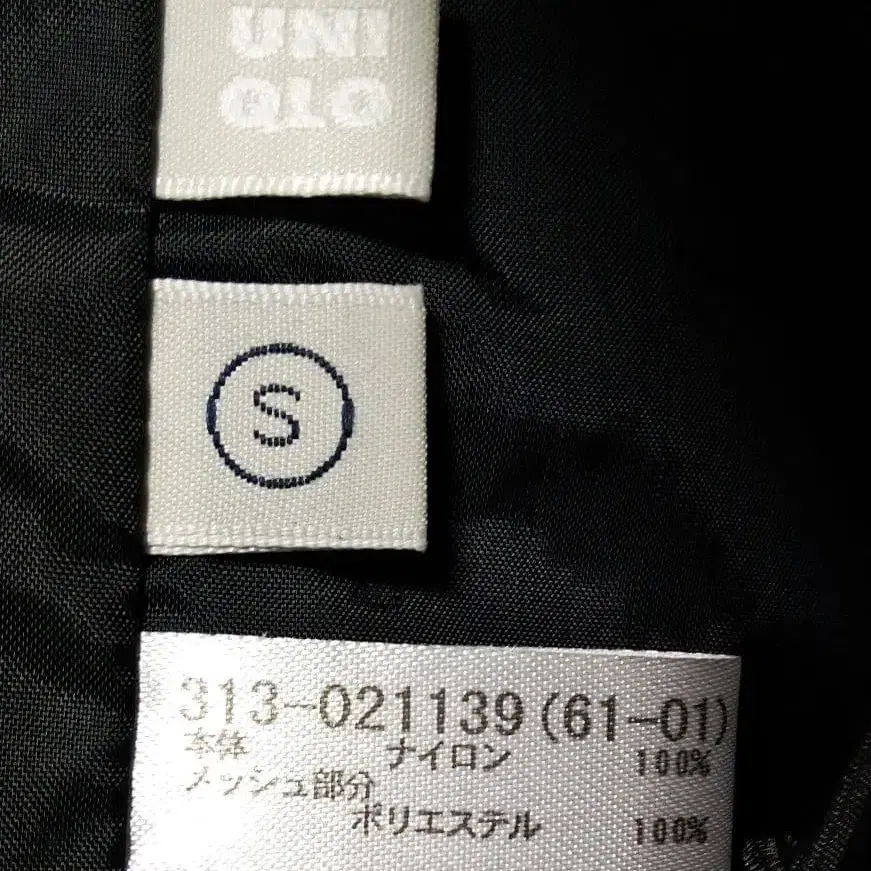 UNI
QLO
S
313-021139(61-01)
本体 ナイロン 100%
メッシュ部分
ポリエステル 100%